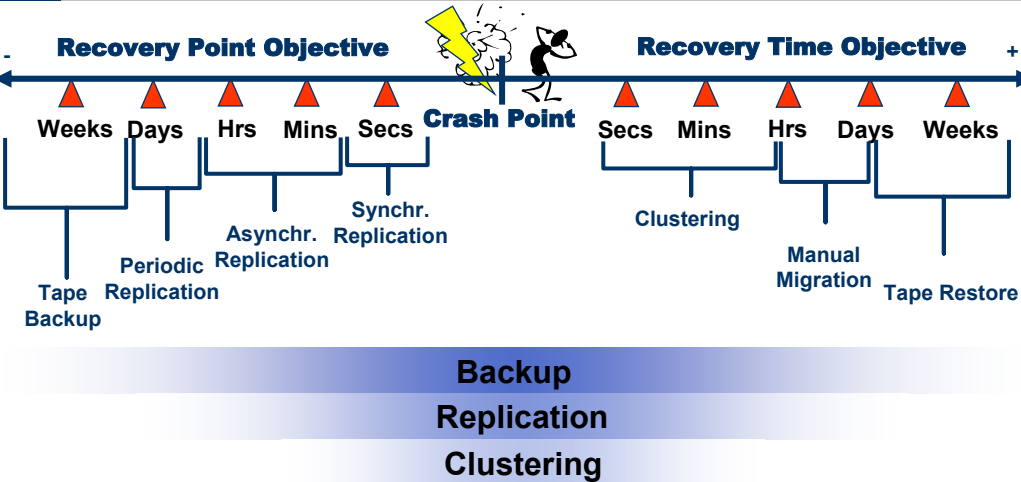 Recovery Point Objective
Recovery Time Objective
-
+
Crash Point
Weeks Days Hrs Mins Secs
Secs Mins Hrs Days Weeks
Tape
Backup
Periodic
Replication
Asynchr.
Replication
Synchr.
Replication
Clustering
Manual
Migration
Tape Restore
Backup
Replication
Clustering